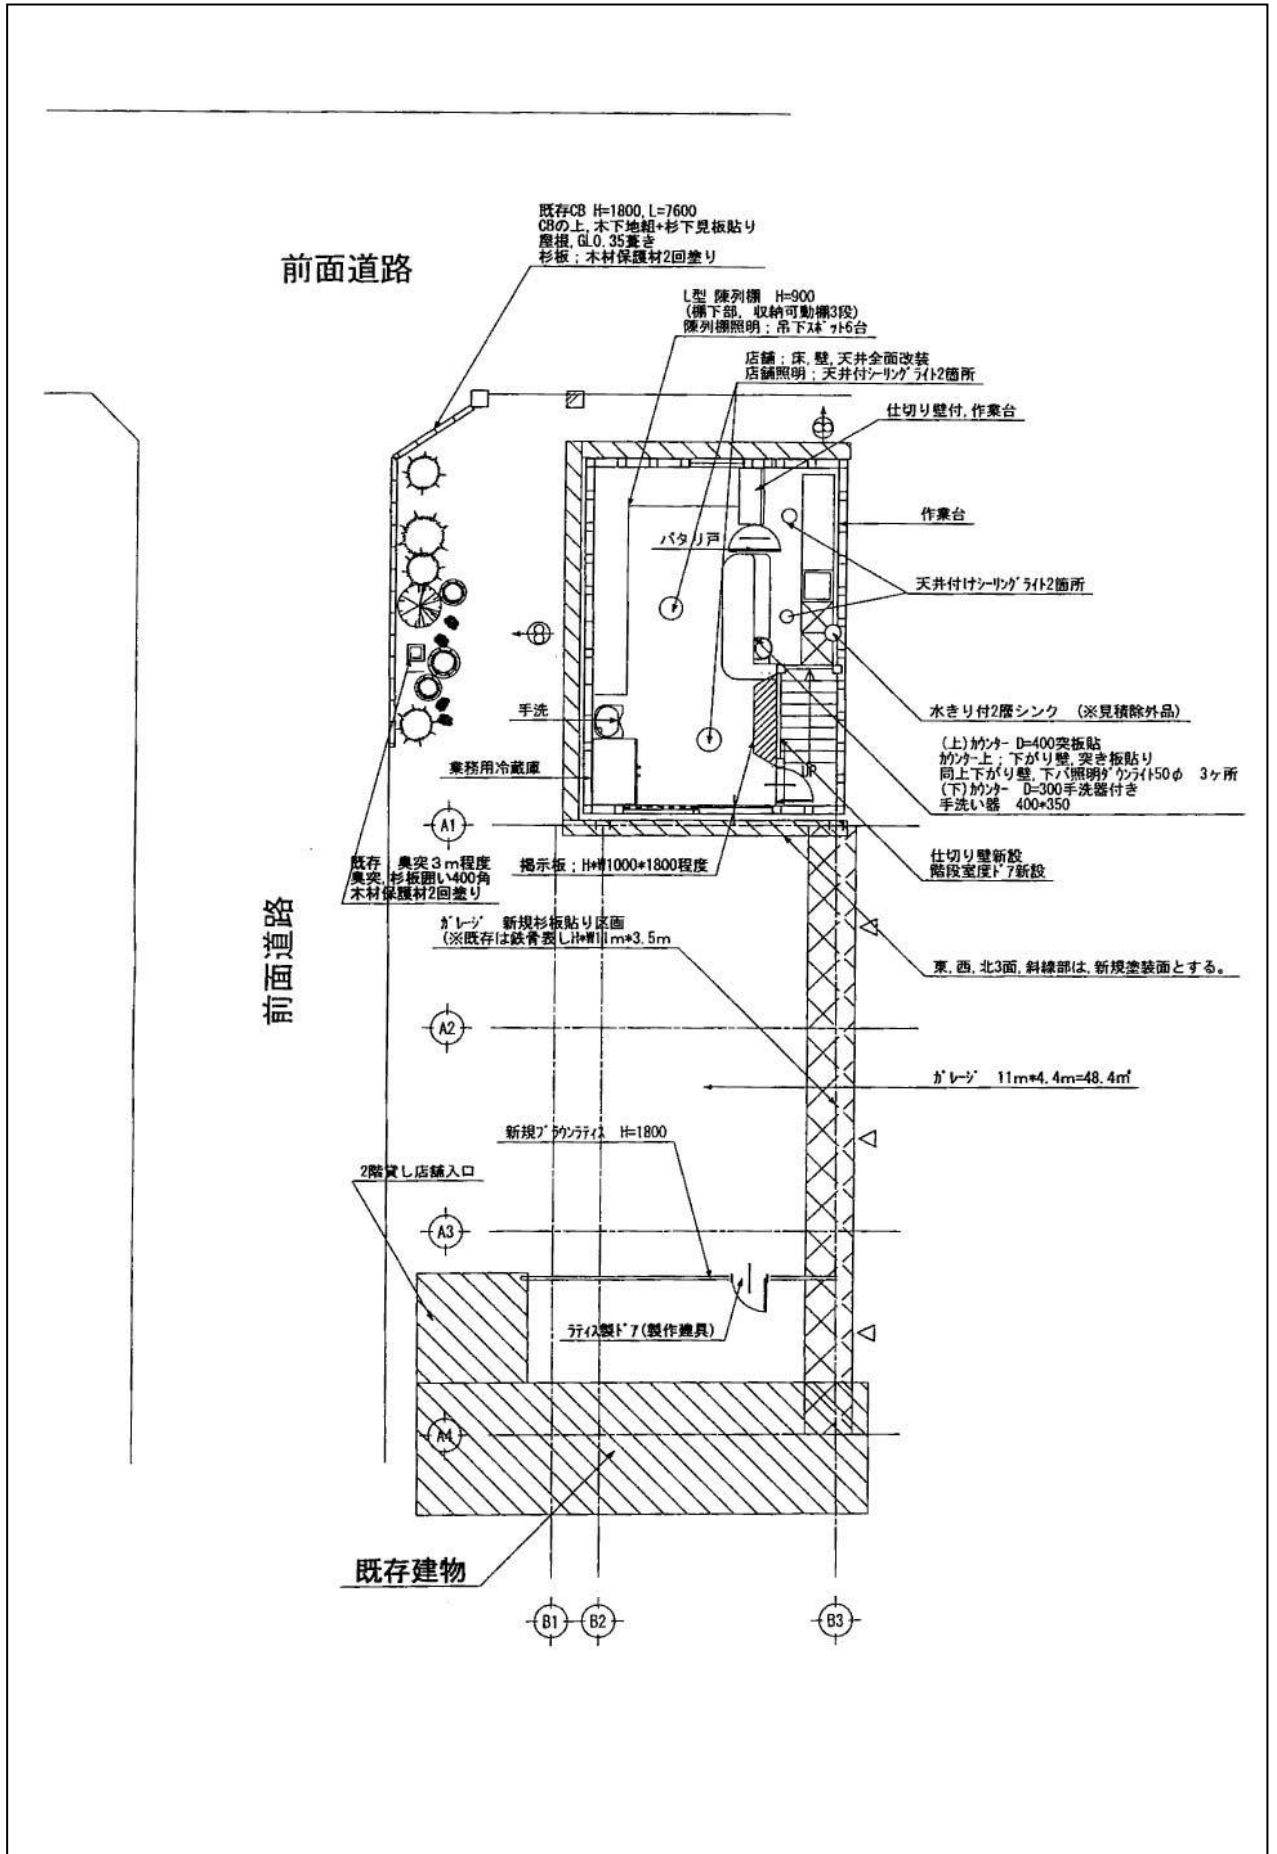 既存CB H=1800, L=7600
CBの上, 木下地組+杉下見板貼り
屋根, GL0.35葺き
杉板；木材保護材2回塗り
前面道路
L型 陳列棚 H=900
(棚下部, 収納可動棚3段)
陳列棚照明；吊下ｽﾎﾟｯﾄ6台
店舗；床, 壁, 天井全面改装
店舗照明；天井付ｼｰﾘﾝｸﾞﾗｲﾄ2箇所
仕切り壁付, 作業台
作業台
バタリ戸
天井付けｼｰﾘﾝｸﾞﾗｲﾄ2箇所
手洗
水きり付2層シンク (※見積除外品)
(上)ｶｳﾝﾀｰ D=400突板貼
ｶｳﾝﾀｰ上；下がり壁, 突き板貼り
同上下がり壁, 下ﾊﾞ照明ﾀﾞｳﾝﾗｲﾄ50φ 3ヶ所
(下)ｶｳﾝﾀｰ D=300手洗器付き
手洗い器 400*350
業務用冷蔵庫
UP
A1
既存；臭突3m程度
臭突, 杉板囲い400角
木材保護材2回塗り
掲示板；H*W1000*1800程度
仕切り壁新設
階段室度ﾄﾞｱ新設
ｶﾞﾚｰｼﾞ 新規杉板貼り区画
(※既存は鉄骨表しH*W11m*3.5m
東, 西, 北3面, 斜線部は, 新規塗装面とする。
前面道路
A2
ｶﾞﾚｰｼﾞ 11m*4.4m=48.4㎡
新規ﾌﾞﾗｳﾝﾗﾃｨｽ H=1800
2階貸し店舗入口
A3
ﾗﾃｨｽ製ﾄﾞｱ(製作建具)
A4
既存建物
B1
B2
B3